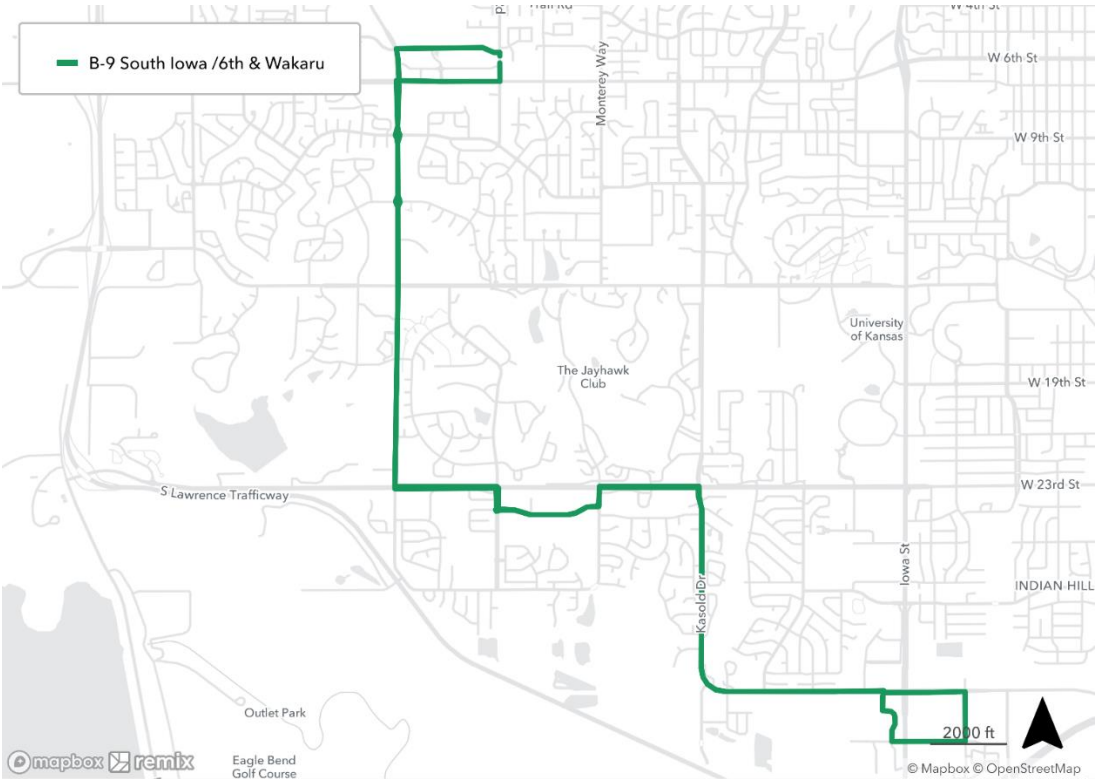 W 4th St
B-9 South Iowa /6th & Wakaru
W 6th St
Monterey Way
W 9th St
University
of Kansas
The Jayhawk
Club
W 19th St
S Lawrence Trafficway
W 23rd St
Iowa St
Kasold Dr
INDIAN HILL
Outlet Park
2000 ft
mapbox remix
Eagle Bend
Golf Course
© Mapbox © OpenStreetMap